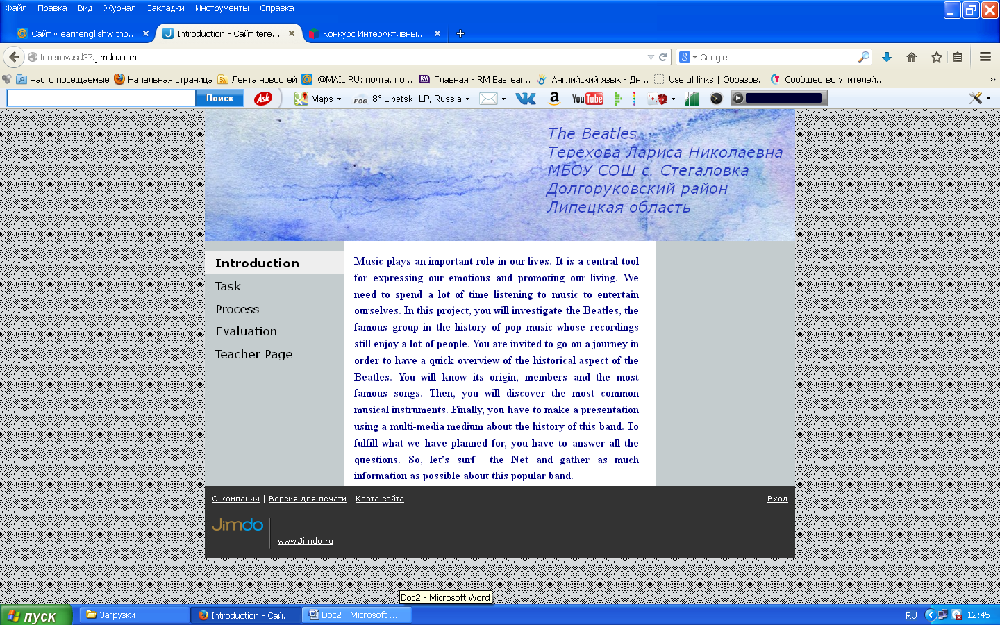 Файл Правка Вид Журнал Закладки Инструменты Справка
Сайт «learnenglishwithp... Introduction - Сайт tere... Конкурс ИнтерАктивны...
terexovasd37.jimdo.com Google
Часто посещаемые Начальная страница Лента новостей @MAIL.RU: почта, по... Главная - RM Easilear... Английский язык - Дн... Useful links | Образов... Сообщество учителей... »
Поиск Ask Maps FOG 8° Lipetsk, LP, Russia YouTube
The Beatles
Терехова Лариса Николаевна
МБОУ СОШ с. Стегаловка
Долгоруковский район
Липецкая область
Introduction
Task
Process
Evaluation
Teacher Page
Music plays an important role in our lives. It is a central tool
for expressing our emotions and promoting our living. We
need to spend a lot of time listening to music to entertain
ourselves. In this project, you will investigate the Beatles, the
famous group in the history of pop music whose recordings
still enjoy a lot of people. You are invited to go on a journey in
order to have a quick overview of the historical aspect of the
Beatles. You will know its origin, members and the most
famous songs. Then, you will discover the most common
musical instruments. Finally, you have to make a presentation
using a multi-media medium about the history of this band. To
fulfill what we have planned for, you have to answer all the
questions. So, let's surf the Net and gather as much
information as possible about this popular band.
О компании | Версия для печати | Карта сайта Вход
Jimdo
www.Jimdo.ru
Doc2 - Microsoft Word
пуск Загрузки Introduction - Сай... Doc2 - Microsoft ... RU 12:45